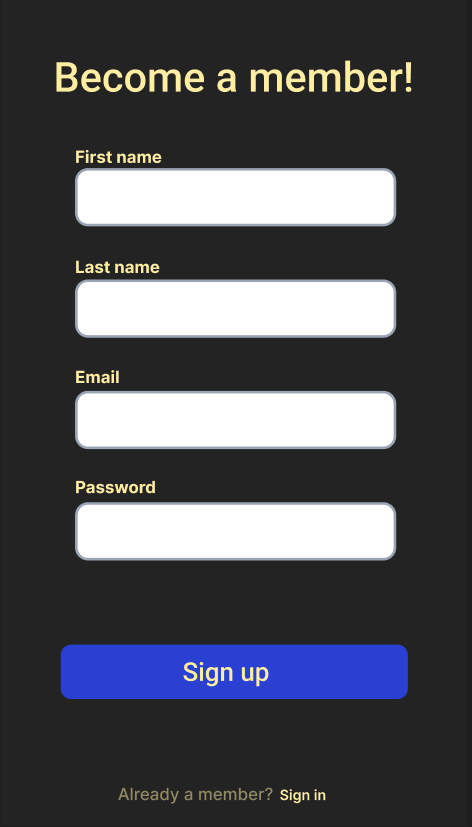 Become a member!
First name
Last name
Email
Password
Sign up
Already a member? Sign in